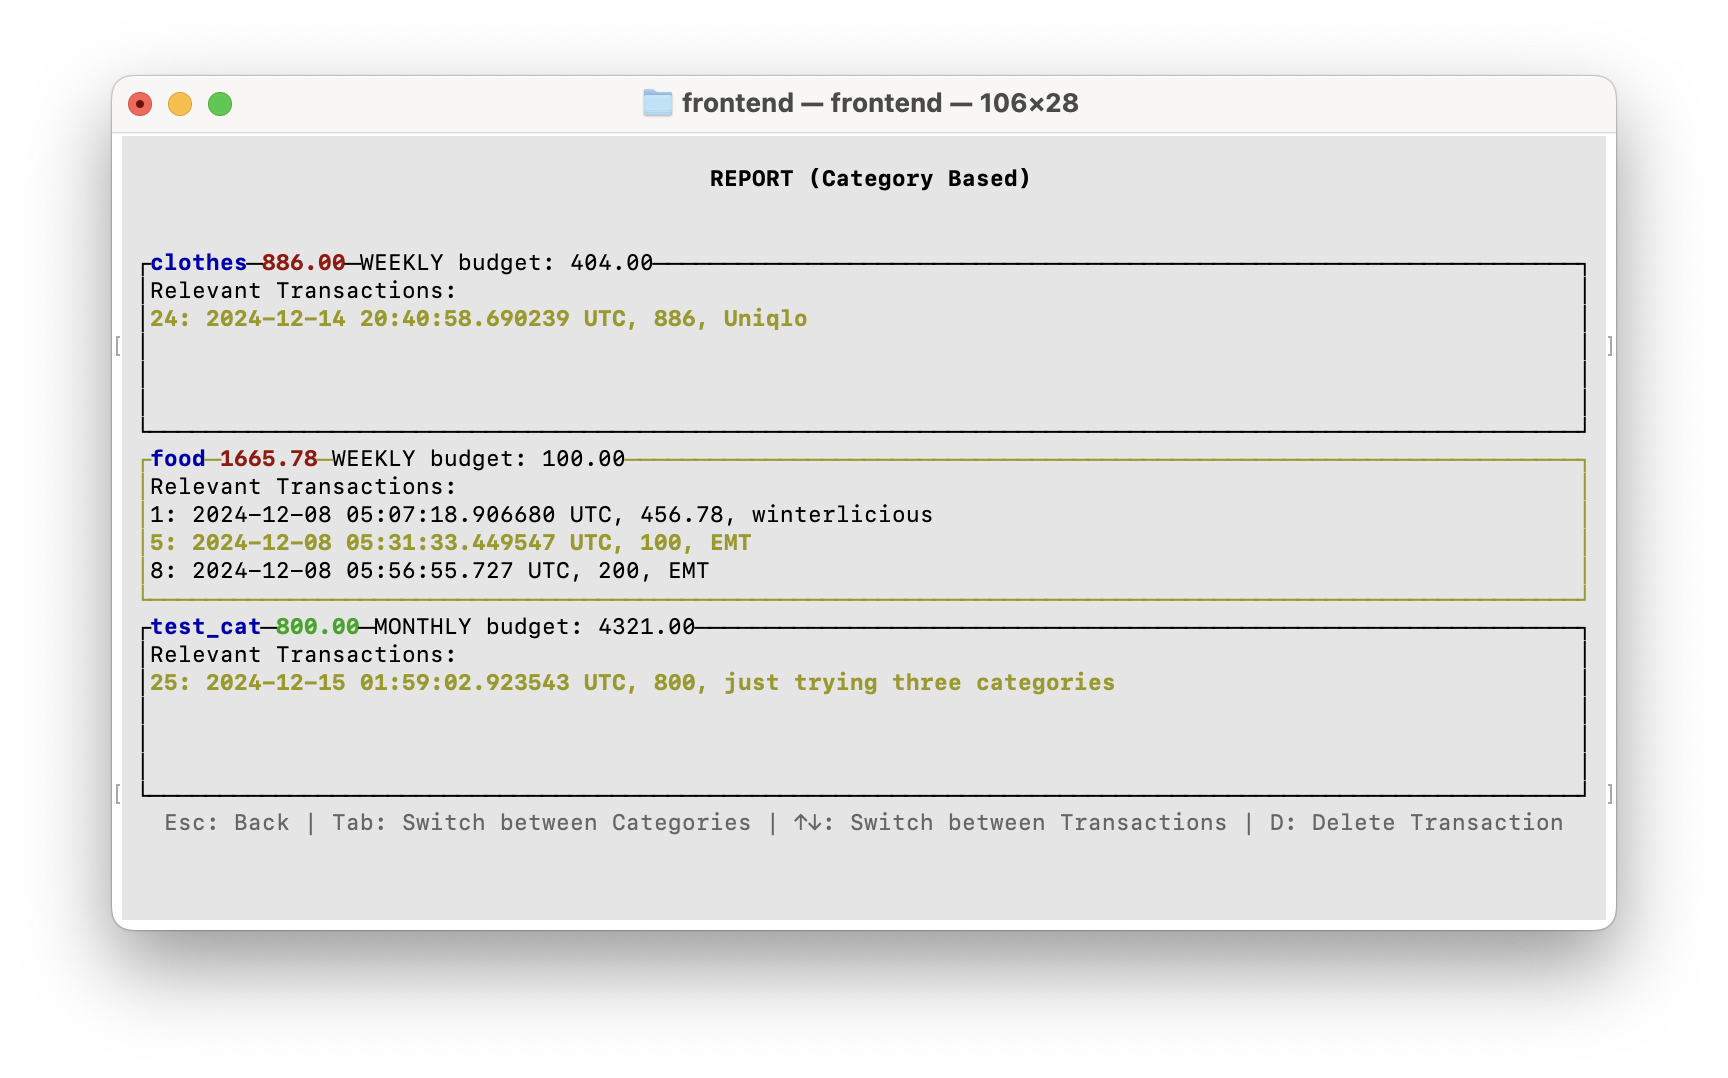 frontend — frontend — 106×28
REPORT (Category Based)
clothes 886.00 WEEKLY budget: 404.00
Relevant Transactions:
24: 2024-12-14 20:40:58.690239 UTC, 886, Uniqlo
food 1665.78 WEEKLY budget: 100.00
Relevant Transactions:
1: 2024-12-08 05:07:18.906680 UTC, 456.78, winterlicious
5: 2024-12-08 05:31:33.449547 UTC, 100, EMT
8: 2024-12-08 05:56:55.727 UTC, 200, EMT
test_cat 800.00 MONTHLY budget: 4321.00
Relevant Transactions:
25: 2024-12-15 01:59:02.923543 UTC, 800, just trying three categories
Esc: Back | Tab: Switch between Categories | ↑↓: Switch between Transactions | D: Delete Transaction